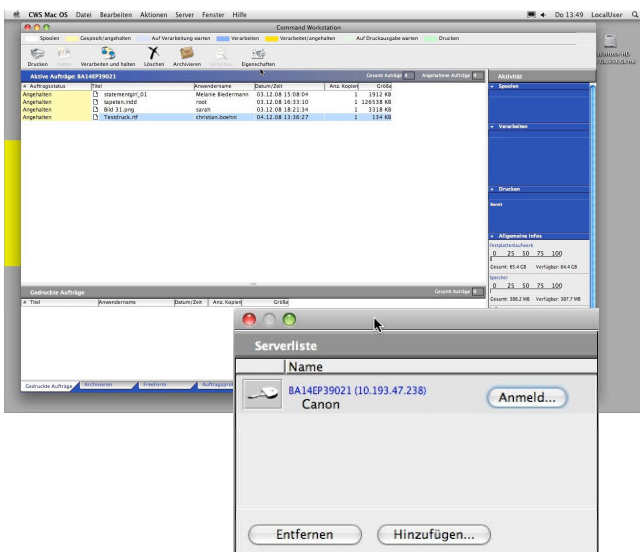 CWS Mac OS Datei Bearbeiten Aktionen Server Fenster Hilfe Do 13:49 LocalUser
Command Workstation
Spoolen Gespoolt/angehalten Auf Verarbeitung warten Verarbeiten Verarbeitet/angehalten Auf Druckausgabe warten Drucken
Drucken Verarbeiten und halten Löschen Archivieren Eigenschaften
Aktive Aufträge: BA14EP39021 Gesamt Aufträge 4 Angehaltene Aufträge 4 Aktivität
Auftragsstatus Titel Anwendername Datum/Zeit Anz. Kopien Größe
Angehalten statementgirl_01 Melanie Biedermann 03.12.08 15:08:04 1 1912 KB
Angehalten tapeten.indd root 03.12.08 16:33:10 1 126538 KB
Angehalten Bild 31.png sarah 03.12.08 18:21:34 1 3318 KB
Angehalten Testdruck.rtf christian.boehni 04.12.08 13:36:27 1 134 KB
Spoolen
Verarbeiten
Drucken
Bereit
Allgemeine Infos
Festplattenlaufwerk
0 25 50 75 100
Gesamt: 85.4 GB Verfügbar: 84.4 GB
Speicher
0 25 50 75 100
Gesamt: 388.2 MB Verfügbar: 387.7 MB
Gedruckte Aufträge Gesamt Aufträge
Titel Anwendername Datum/Zeit Anz. Kopien Größe
Gedruckte Aufträge Archivieren FreeForm
Serverliste
Name
BA14EP39021 (10.193.47.238)
Canon
Anmeld...
Entfernen Hinzufügen...